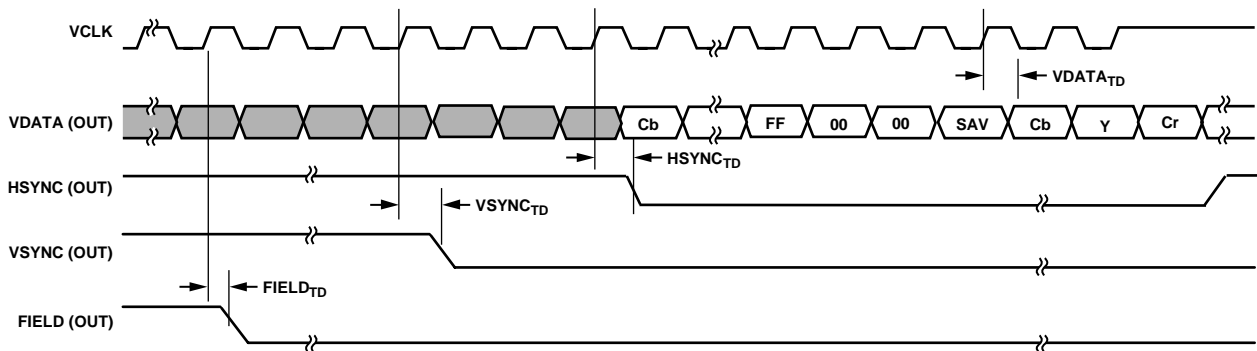 VCLK
VDATA_TD
VDATA (OUT) Cb FF 00 00 SAV Cb Y Cr
HSYNC_TD
HSYNC (OUT)
VSYNC_TD
VSYNC (OUT)
FIELD_TD
FIELD (OUT)